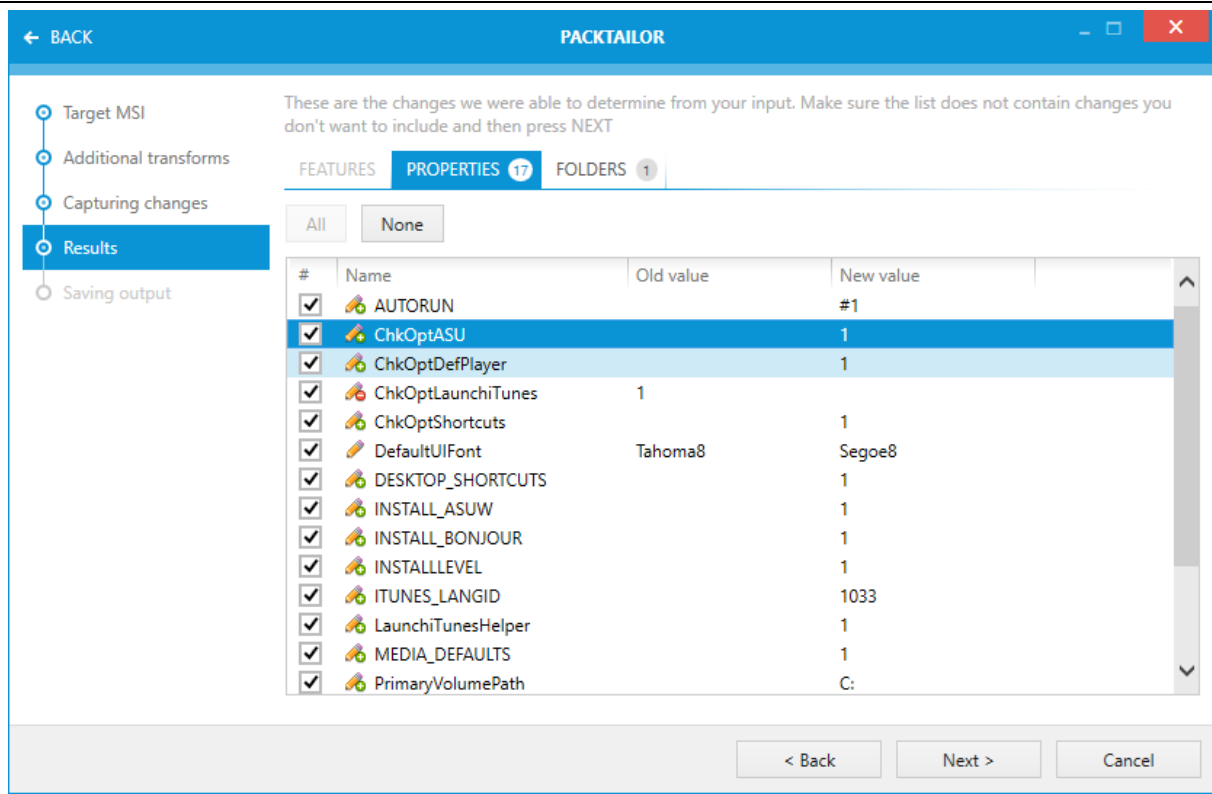 BACK
PACKTAILOR
Target MSI
Additional transforms
Capturing changes
Results
Saving output
These are the changes we were able to determine from your input. Make sure the list does not contain changes you
don't want to include and then press NEXT
FEATURES PROPERTIES 17 FOLDERS 1
All None
# Name Old value New value
AUTORUN #1
ChkOptASU 1
ChkOptDefPlayer 1
ChkOptLaunchiTunes 1
ChkOptShortcuts 1
DefaultUIFont Tahoma8 Segoe8
DESKTOP_SHORTCUTS 1
INSTALL_ASUW 1
INSTALL_BONJOUR 1
INSTALLLEVEL 1
ITUNES_LANGID 1033
LaunchiTunesHelper 1
MEDIA_DEFAULTS 1
PrimaryVolumePath C:
< Back Next > Cancel